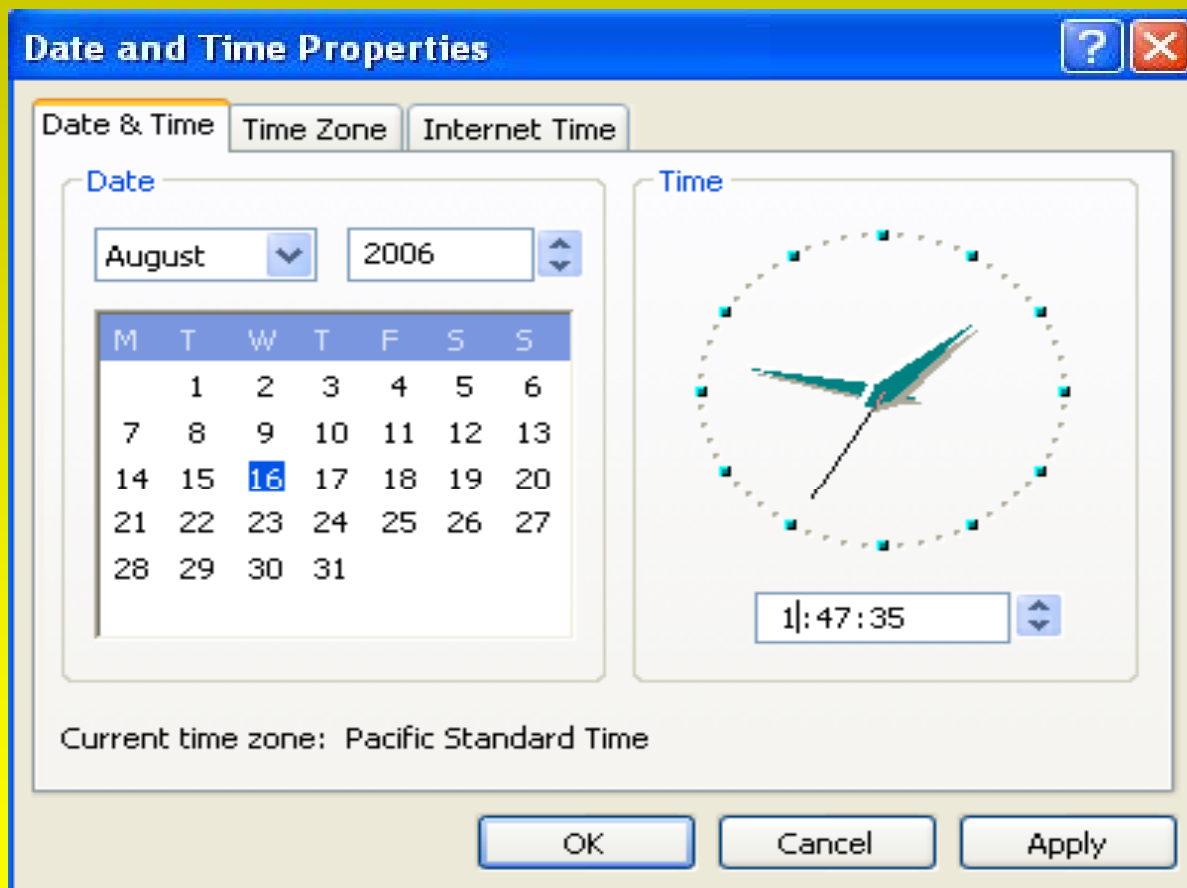 Date and Time Properties
Date & Time Time Zone Internet Time
Date
August 2006
M T W T F S S
1 2 3 4 5 6
7 8 9 10 11 12 13
14 15 16 17 18 19 20
21 22 23 24 25 26 27
28 29 30 31
Time
1:47:35
Current time zone: Pacific Standard Time
OK Cancel Apply